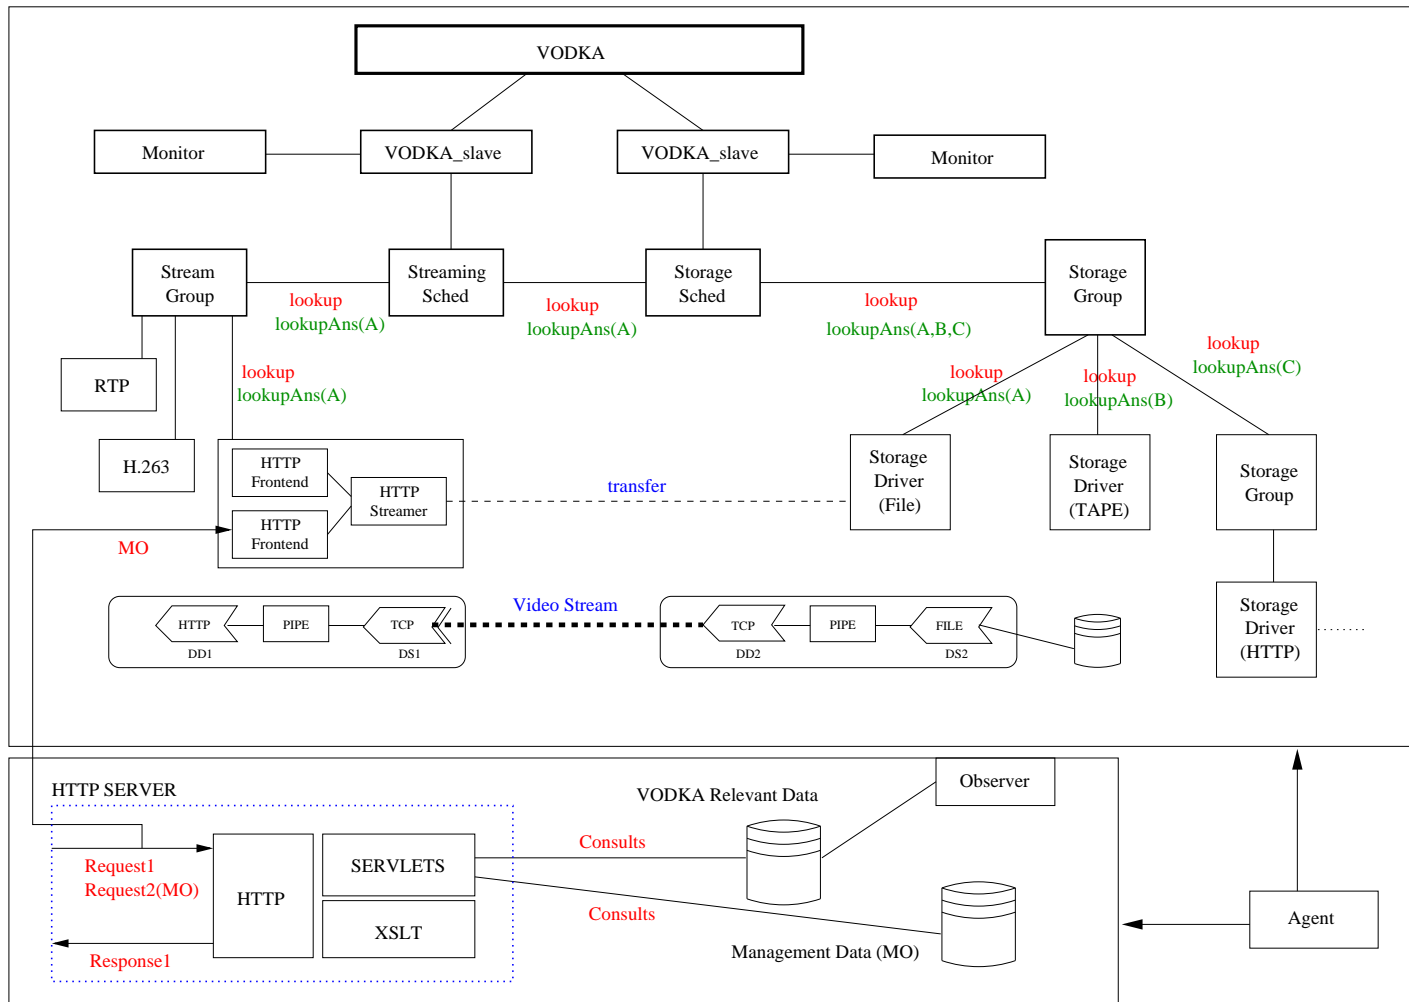 VODKA
Monitor
VODKA_slave
VODKA_slave
Monitor
Stream
Group
Streaming
Sched
Storage
Sched
Storage
Group
lookup
lookupAns(A)
lookup
lookupAns(A)
lookup
lookupAns(A,B,C)
RTP
lookup
lookupAns(A)
lookup
lookupAns(A)
lookup
lookupAns(B)
lookup
lookupAns(C)
H.263
HTTP
Frontend
HTTP
Streamer
HTTP
Frontend
transfer
Storage
Driver
(File)
Storage
Driver
(TAPE)
Storage
Group
MO
HTTP
PIPE
TCP
DD1
DS1
Video Stream
TCP
PIPE
FILE
DD2
DS2
Storage
Driver
(HTTP)
HTTP SERVER
Request1
Request2(MO)
Response1
HTTP
SERVLETS
XSLT
Consults
Consults
VODKA Relevant Data
Observer
Management Data (MO)
Agent